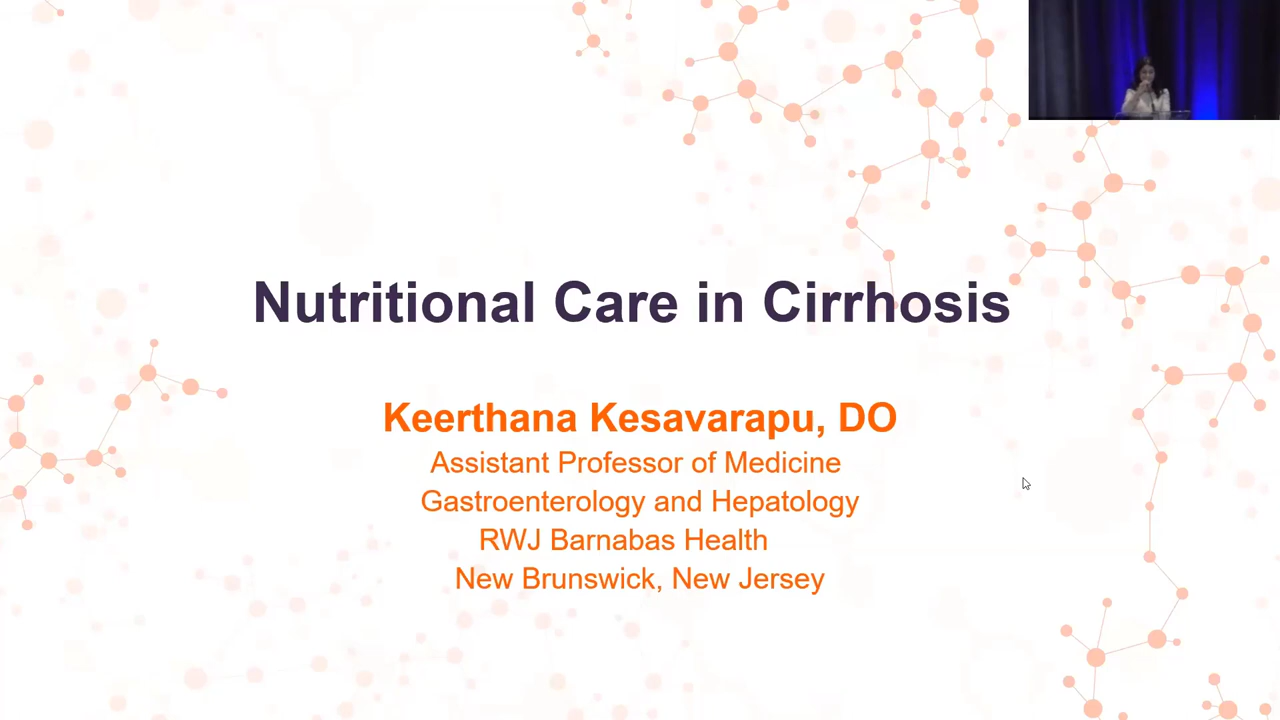 Nutritional Care in Cirrhosis
Keerthana Kesavarapu, DO
Assistant Professor of Medicine
Gastroenterology and Hepatology
RWJ Barnabas Health
New Brunswick, New Jersey